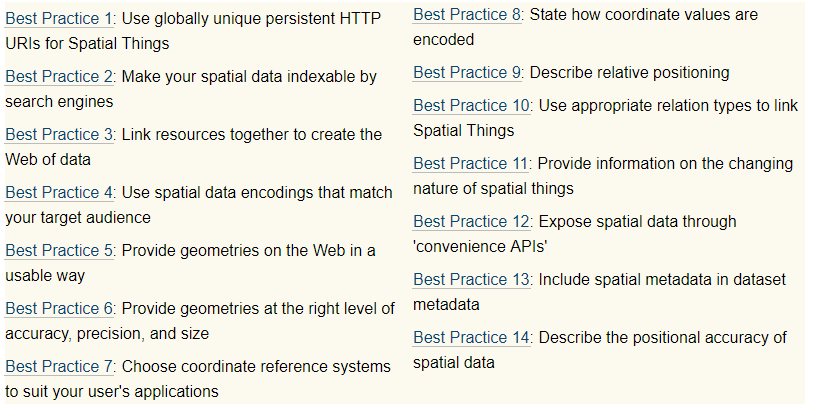 Best Practice 1: Use globally unique persistent HTTP
URIs for Spatial Things
Best Practice 2: Make your spatial data indexable by
search engines
Best Practice 3: Link resources together to create the
Web of data
Best Practice 4: Use spatial data encodings that match
your target audience
Best Practice 5: Provide geometries on the Web in a
usable way
Best Practice 6: Provide geometries at the right level of
accuracy, precision, and size
Best Practice 7: Choose coordinate reference systems
to suit your user's applications
Best Practice 8: State how coordinate values are
encoded
Best Practice 9: Describe relative positioning
Best Practice 10: Use appropriate relation types to link
Spatial Things
Best Practice 11: Provide information on the changing
nature of spatial things
Best Practice 12: Expose spatial data through
'convenience APIs'
Best Practice 13: Include spatial metadata in dataset
metadata
Best Practice 14: Describe the positional accuracy of
spatial data